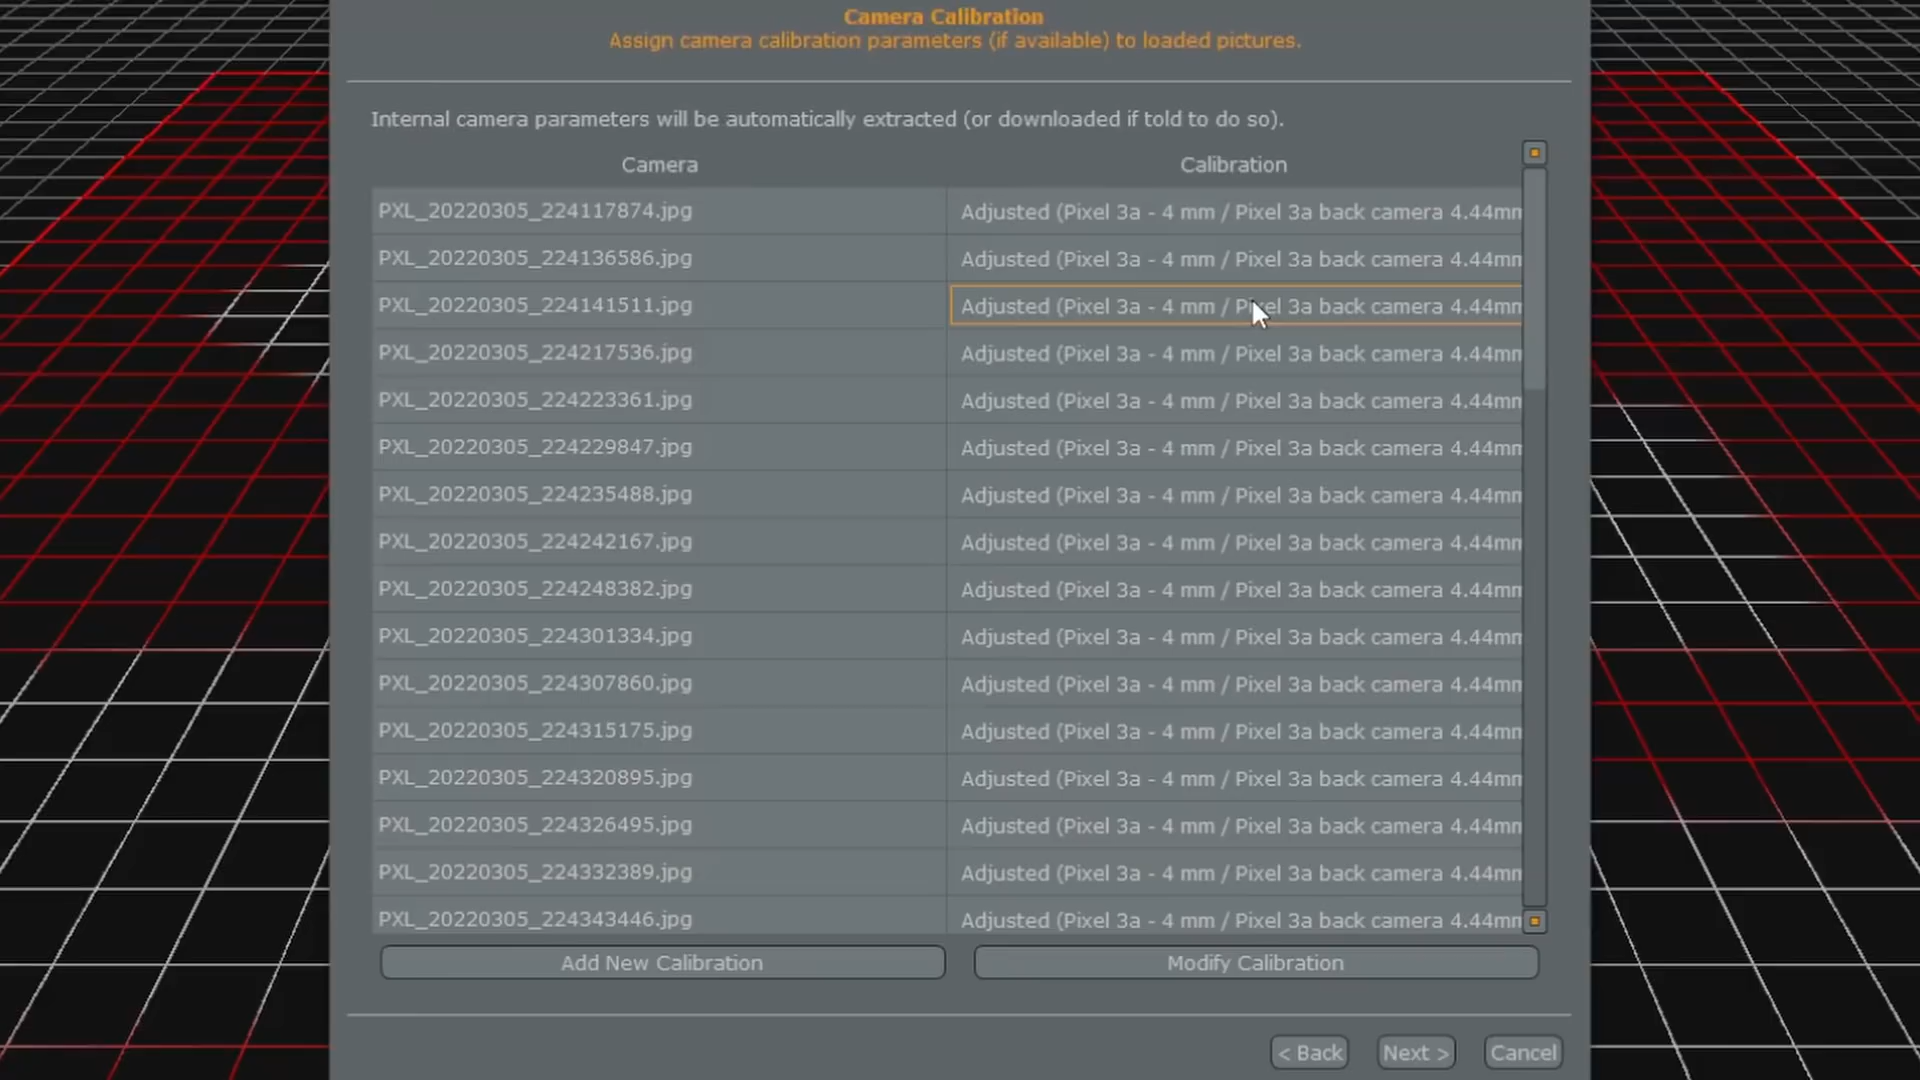 Camera Calibration
Assign camera calibration parameters (if available) to loaded pictures.
Internal camera parameters will be automatically extracted (or downloaded if told to do so).
Camera Calibration
PXL_20220305_224117874.jpg Adjusted (Pixel 3a - 4 mm / Pixel 3a back camera 4.44mm
PXL_20220305_224136586.jpg Adjusted (Pixel 3a - 4 mm / Pixel 3a back camera 4.44mm
PXL_20220305_224141511.jpg Adjusted (Pixel 3a - 4 mm / Pixel 3a back camera 4.44mm
PXL_20220305_224217536.jpg Adjusted (Pixel 3a - 4 mm / Pixel 3a back camera 4.44mm
PXL_20220305_224223361.jpg Adjusted (Pixel 3a - 4 mm / Pixel 3a back camera 4.44mm
PXL_20220305_224229847.jpg Adjusted (Pixel 3a - 4 mm / Pixel 3a back camera 4.44mm
PXL_20220305_224235488.jpg Adjusted (Pixel 3a - 4 mm / Pixel 3a back camera 4.44mm
PXL_20220305_224242167.jpg Adjusted (Pixel 3a - 4 mm / Pixel 3a back camera 4.44mm
PXL_20220305_224248382.jpg Adjusted (Pixel 3a - 4 mm / Pixel 3a back camera 4.44mm
PXL_20220305_224301334.jpg Adjusted (Pixel 3a - 4 mm / Pixel 3a back camera 4.44mm
PXL_20220305_224307860.jpg Adjusted (Pixel 3a - 4 mm / Pixel 3a back camera 4.44mm
PXL_20220305_224315175.jpg Adjusted (Pixel 3a - 4 mm / Pixel 3a back camera 4.44mm
PXL_20220305_224320895.jpg Adjusted (Pixel 3a - 4 mm / Pixel 3a back camera 4.44mm
PXL_20220305_224326495.jpg Adjusted (Pixel 3a - 4 mm / Pixel 3a back camera 4.44mm
PXL_20220305_224332389.jpg Adjusted (Pixel 3a - 4 mm / Pixel 3a back camera 4.44mm
PXL_20220305_224343446.jpg Adjusted (Pixel 3a - 4 mm / Pixel 3a back camera 4.44mm
Add New Calibration Modify Calibration
< Back Next > Cancel